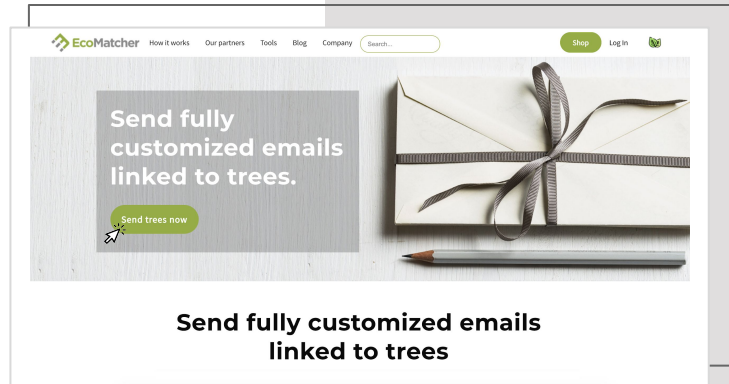 EcoMatcher How it works Our partners Tools Blog Company Search... Shop Log In
Send fully
customized emails
linked to trees.
Send trees now
Send fully customized emails
linked to trees